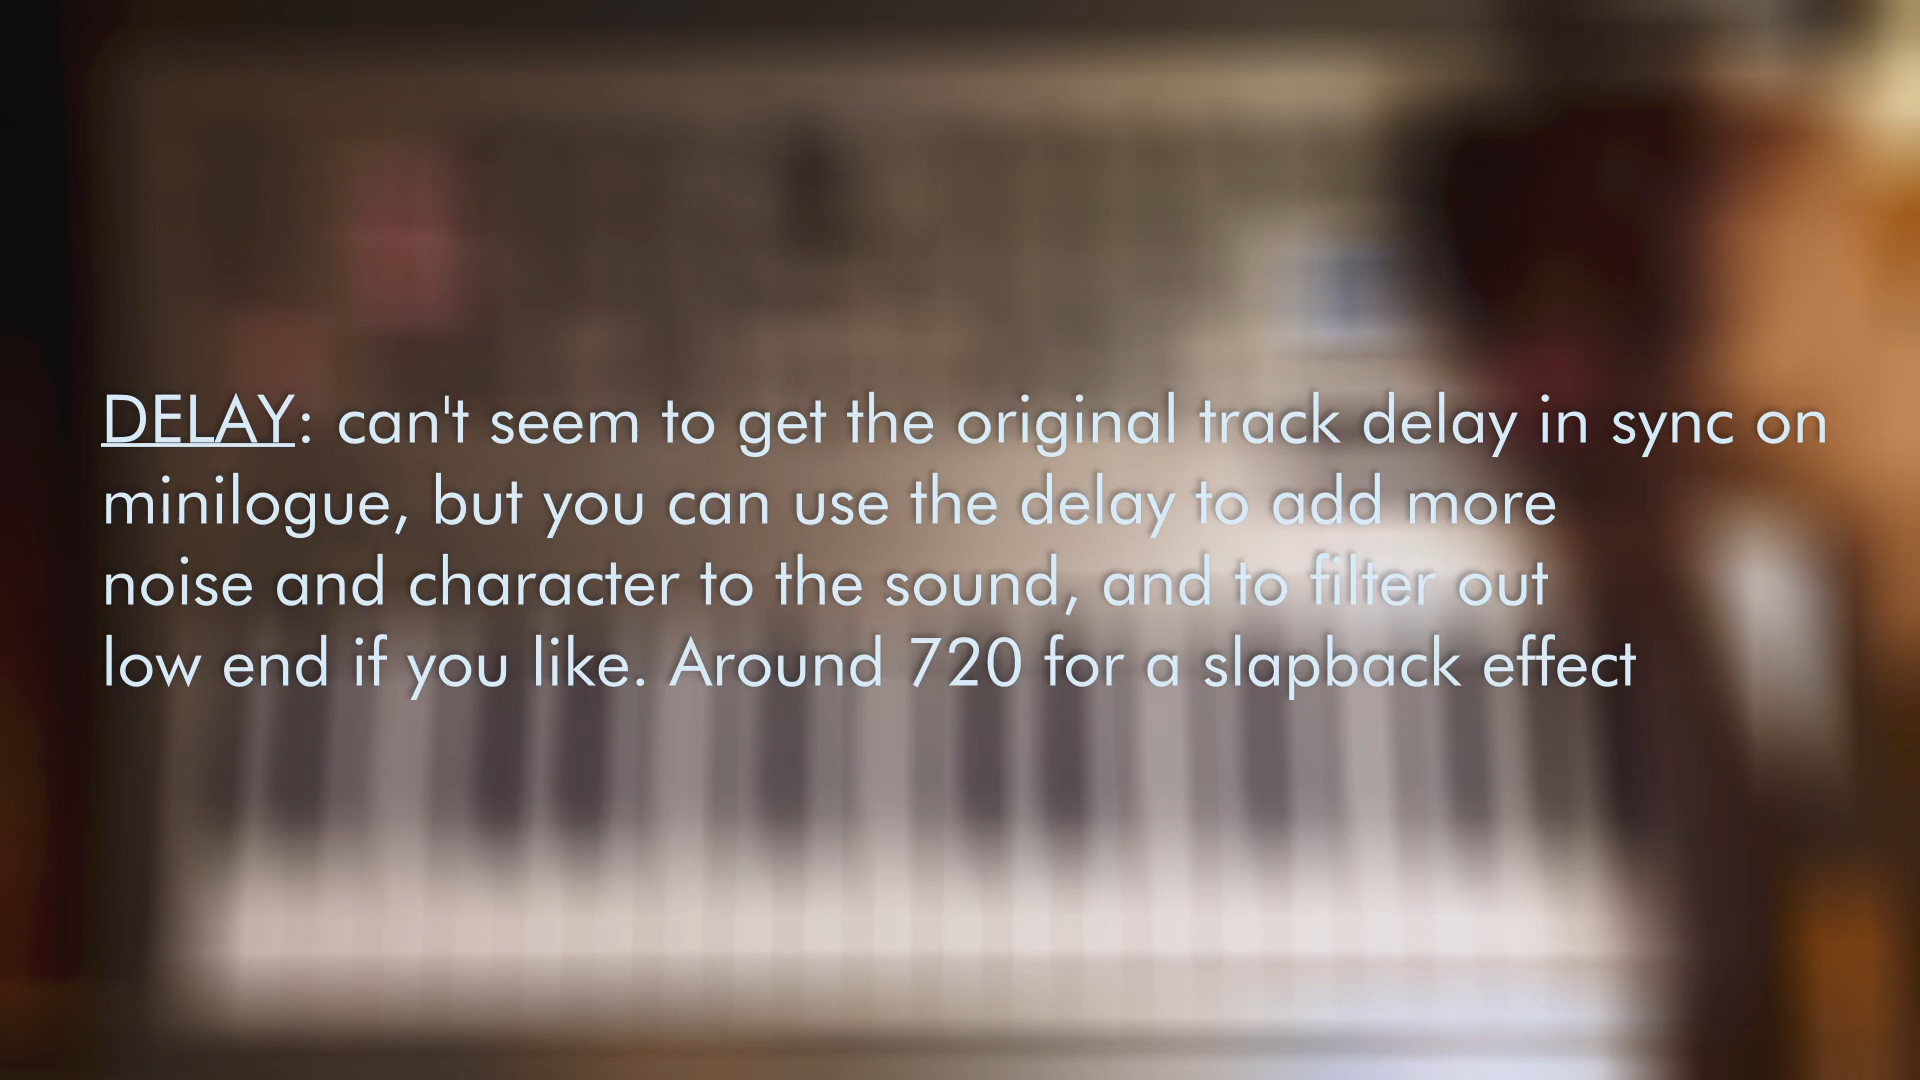 DELAY: can't seem to get the original track delay in sync on
minilogue, but you can use the delay to add more
noise and character to the sound, and to filter out
low end if you like. Around 720 for a slapback effect